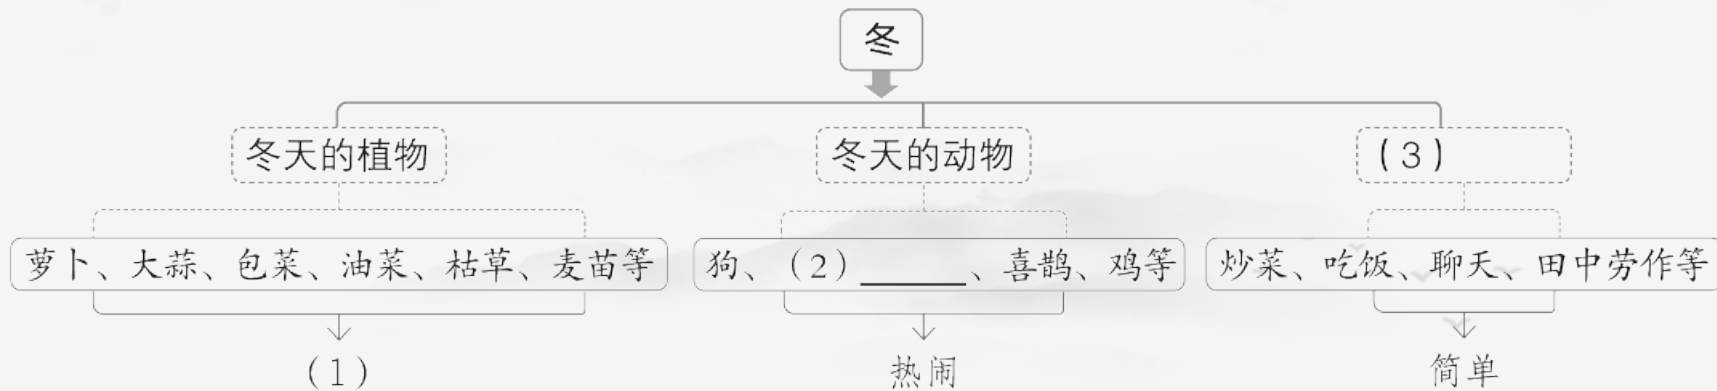 冬
冬天的植物 冬天的动物 (3)
萝卜、大蒜、包菜、油菜、枯草、麦苗等 狗、(2)______、喜鹊、鸡等 炒菜、吃饭、聊天、田中劳作等
(1) 热闹 简单